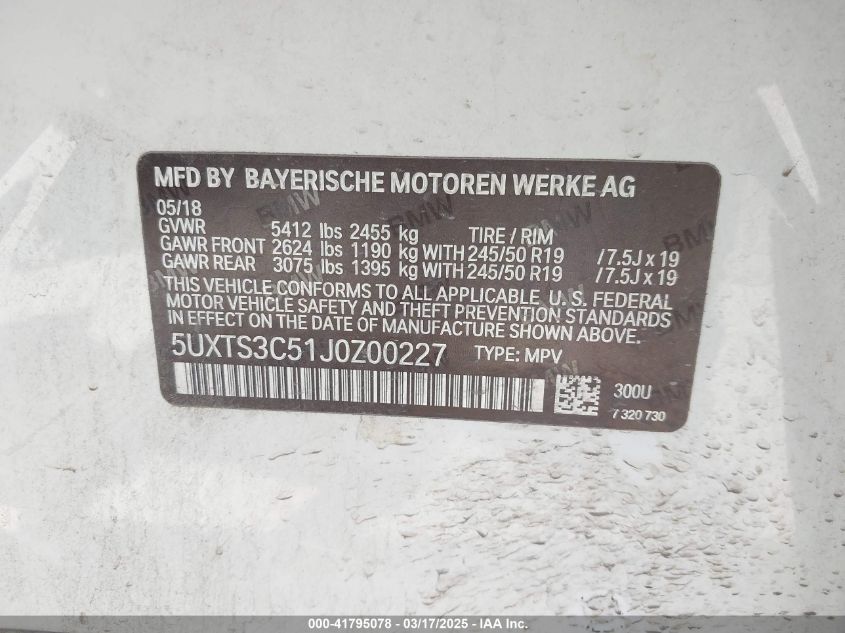 MFD BY BAYERISCHE MOTOREN WERKE AG
05/18
GVWR 5412 lbs 2455 kg TIRE / RIM
GAWR FRONT 2624 lbs 1190 kg WITH 245/50 R19 /7.5J x 19
GAWR REAR 3075 lbs 1395 kg WITH 245/50 R19 /7.5J x 19
THIS VEHICLE CONFORMS TO ALL APPLICABLE, U. S. FEDERAL
MOTOR VEHICLE SAFETY AND THEFT PREVENTION STANDARDS
IN EFFECT ON THE DATE OF MANUFACTURE SHOWN ABOVE.
5UXTS3C51J0Z00227 TYPE: MPV
300U
7 320 730
000-41795078 — 03/17/2025 — IAA Inc.